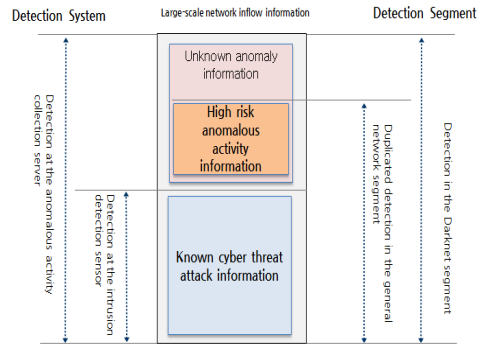 Detection System
Large-scale network inflow information
Detection Segment
Unknown anomaly
information
High risk
anomalous
activity
information
Known cyber threat
attack information
Detection at the anomalous activity
collection server
Detection at the intrusion
detection sensor
Duplicated detection in the general
network segment
Detection in the Darknet segment